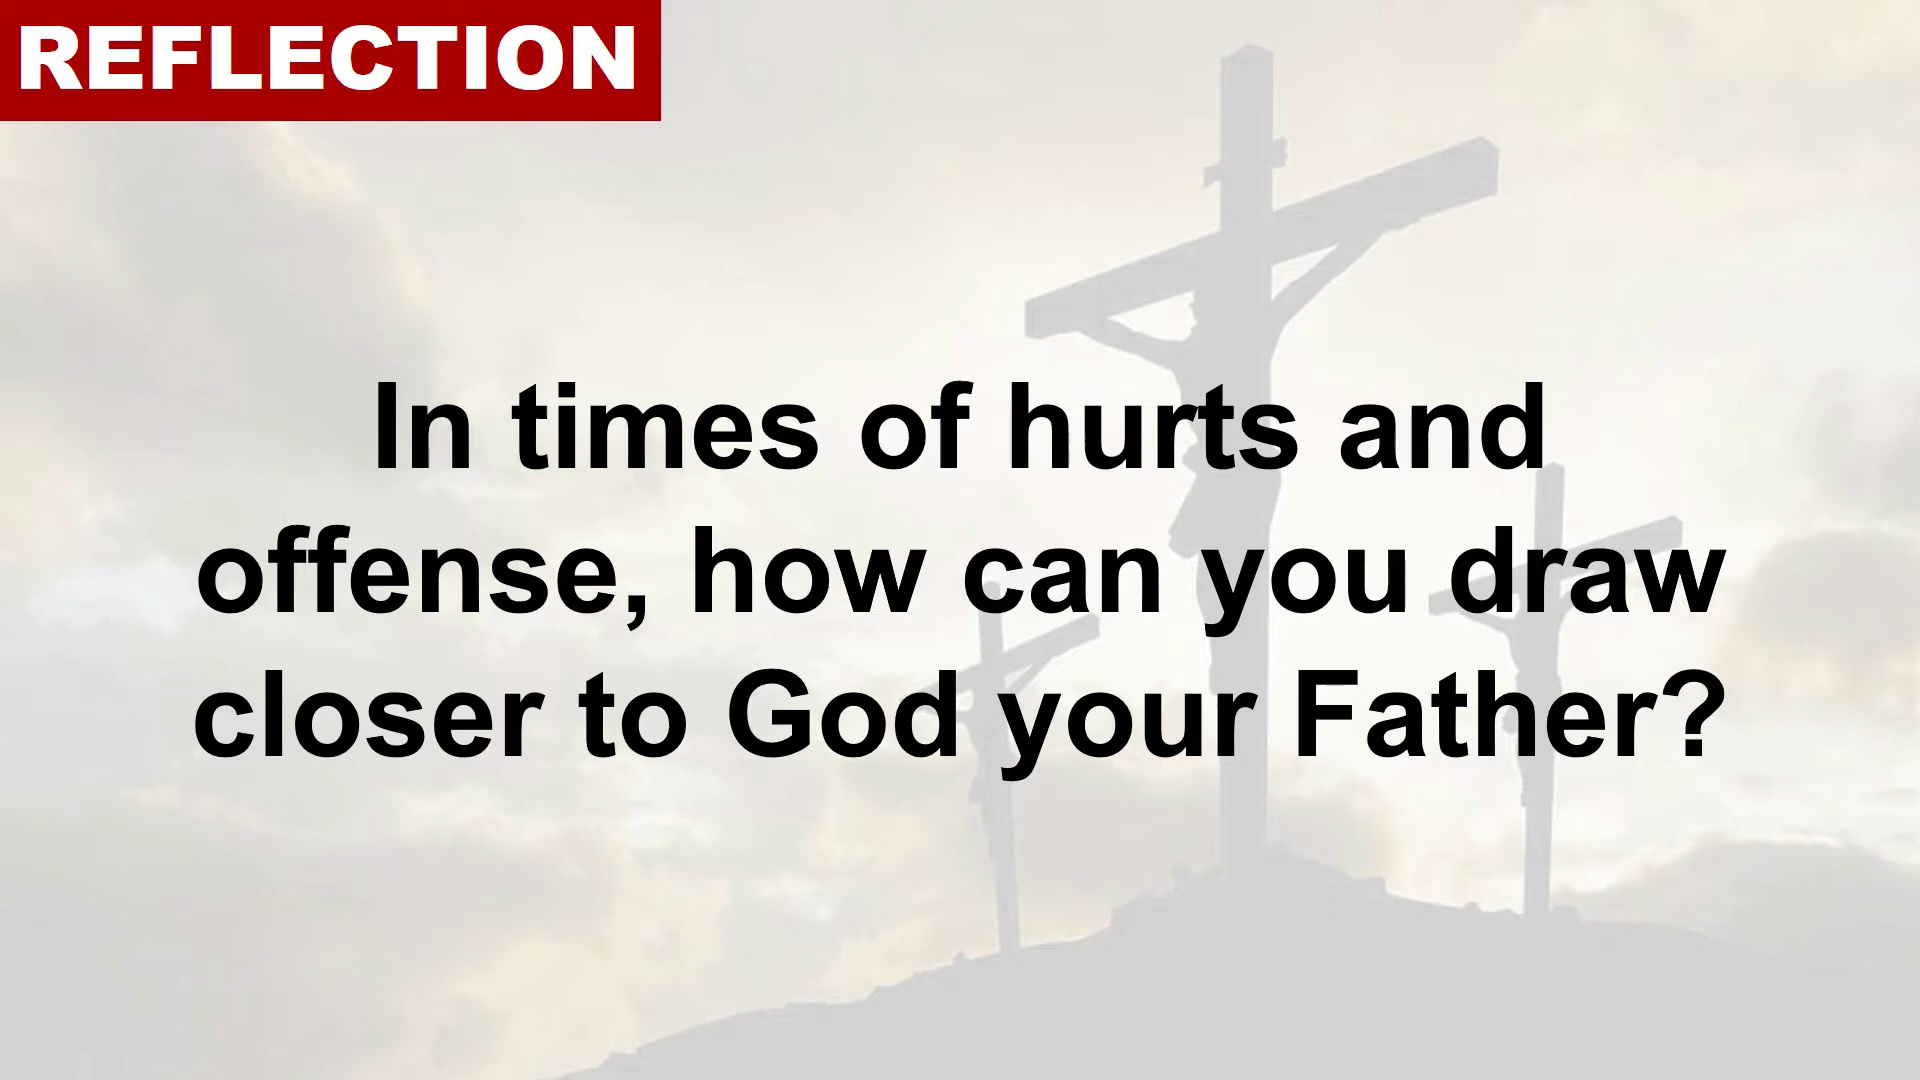 REFLECTION
In times of hurts and
offense, how can you draw
closer to God your Father?